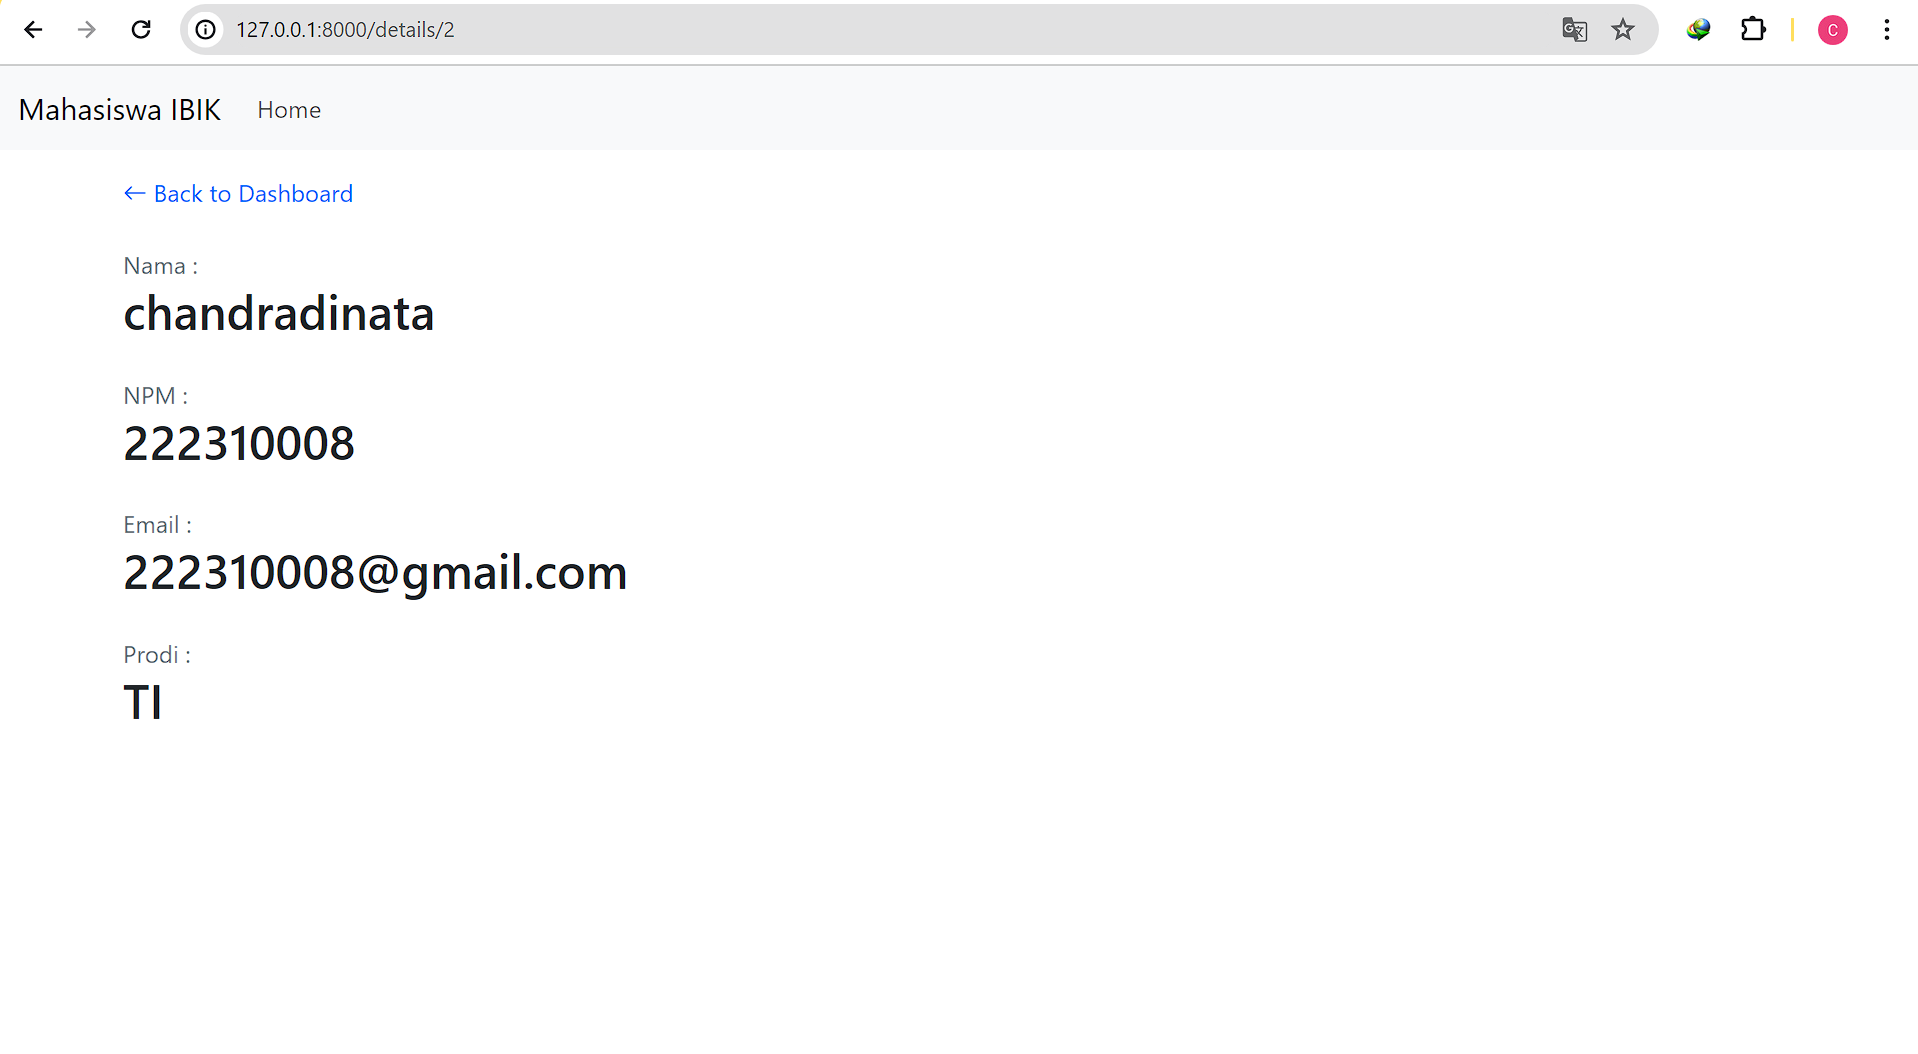 127.0.0.1:8000/details/2
C
Mahasiswa IBIK Home
← Back to Dashboard
Nama :
chandradinata
NPM :
222310008
Email :
222310008@gmail.com
Prodi :
TI